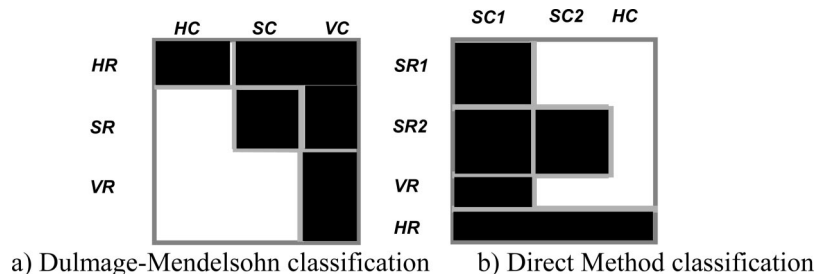 HC SC VC
HR
SR
VR
SC1 SC2 HC
SR1
SR2
VR
HR
a) Dulmage-Mendelsohn classification b) Direct Method classification